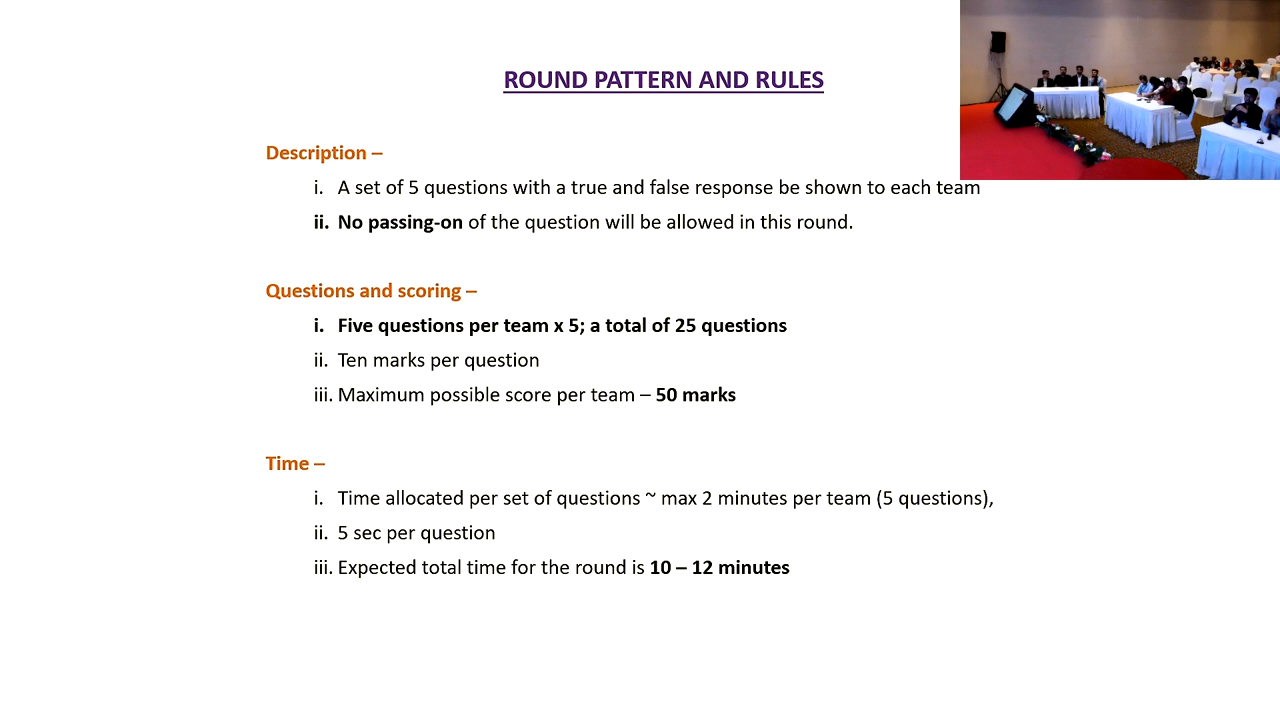 ROUND PATTERN AND RULES
Description –
i. A set of 5 questions with a true and false response be shown to each team
ii. No passing-on of the question will be allowed in this round.
Questions and scoring –
i. Five questions per team x 5; a total of 25 questions
ii. Ten marks per question
iii. Maximum possible score per team – 50 marks
Time –
i. Time allocated per set of questions ~ max 2 minutes per team (5 questions),
ii. 5 sec per question
iii. Expected total time for the round is 10 – 12 minutes